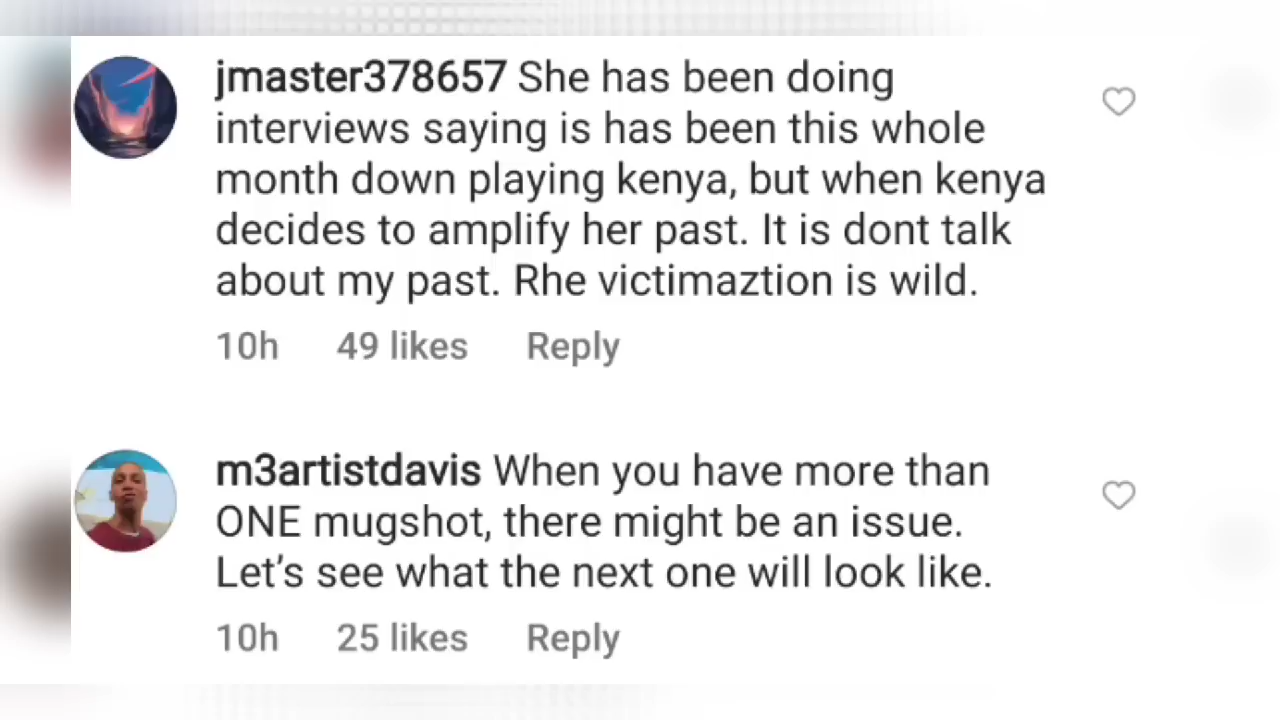 jmaster378657 She has been doing
interviews saying is has been this whole
month down playing kenya, but when kenya
decides to amplify her past. It is dont talk
about my past. Rhe victimaztion is wild.
10h 49 likes Reply
m3artistdavis When you have more than
ONE mugshot, there might be an issue.
Let's see what the next one will look like.
10h 25 likes Reply